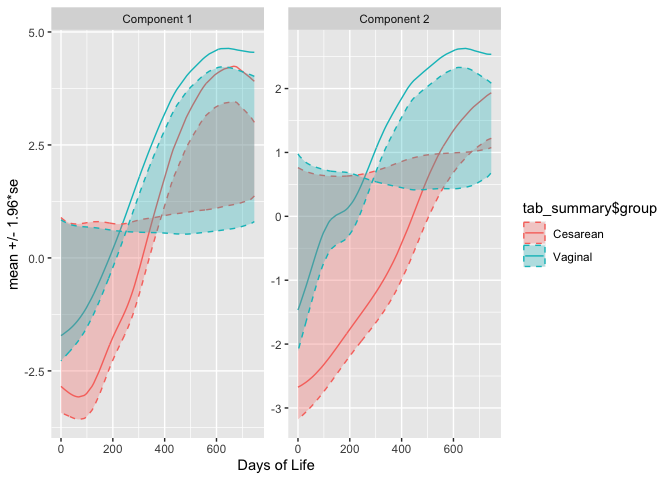 Component 1
Component 2
5.0
2.5
0.0
-2.5
2
1
0
-1
-2
-3
mean +/- 1.96*se
0 200 400 600
0 200 400 600
Days of Life
tab_summary$group
Cesarean
Vaginal